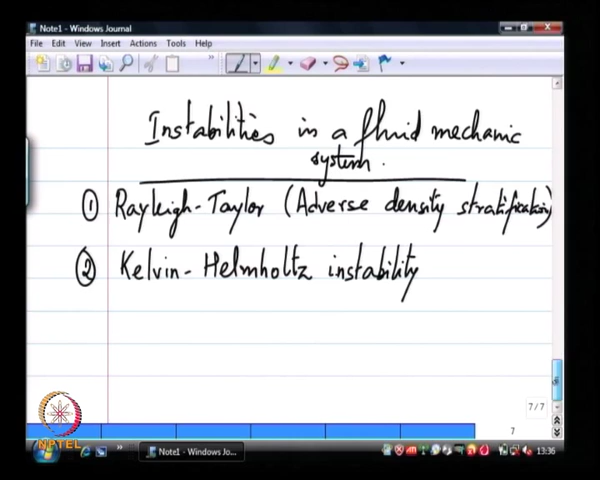 Note1 - Windows Journal
File Edit View Insert Actions Tools Help
Instabilities in a fluid mechanic
system.
① Rayleigh-Taylor (Adverse density stratification)
② Kelvin-Helmholtz instability
7/7
7
NPTEL
Note1 - Windows Jo...
13:36